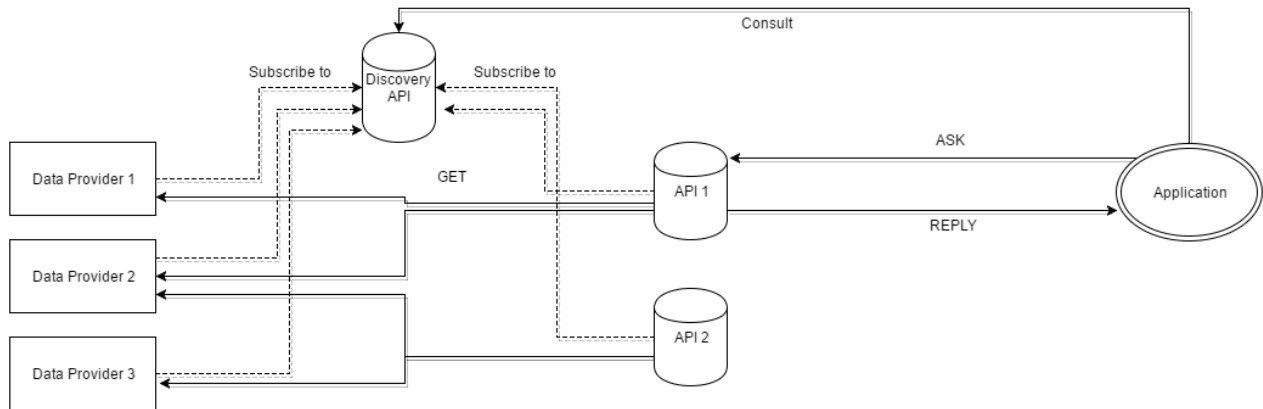 Consult
Subscribe to
Discovery
API
Subscribe to
ASK
Data Provider 1
GET
API 1
Application
REPLY
Data Provider 2
API 2
Data Provider 3